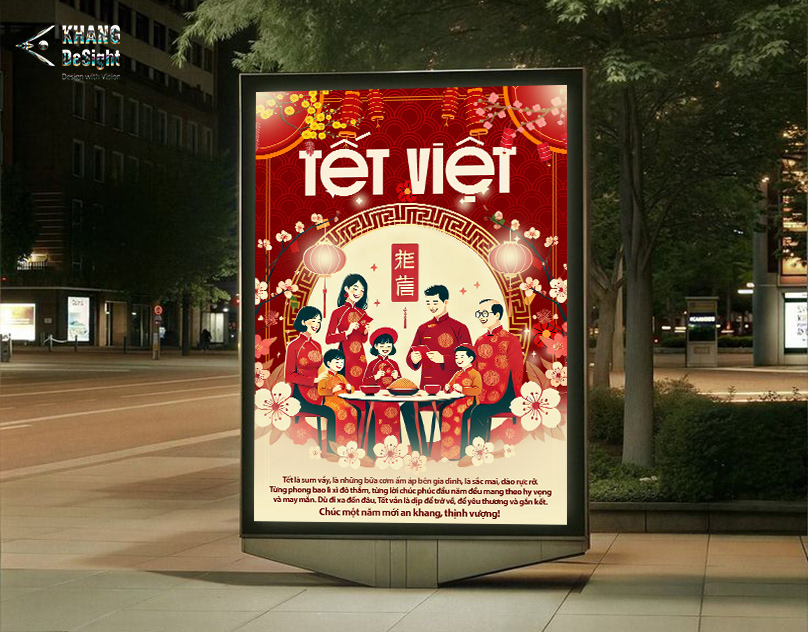 KHANG
DeSight
Design with Vision
TẾT VIỆT
Tết là sum vầy, là những bữa cơm ấm áp bên gia đình, là sắc mai, đào rực rỡ.
Từng phong bao lì xì đỏ thắm, từng lời chúc phúc đầu năm đều mang theo hy vọng
và may mắn. Dù đi xa đến đâu, Tết vẫn là dịp để trở về, để yêu thương và gắn kết.
Chúc một năm mới an khang, thịnh vượng!